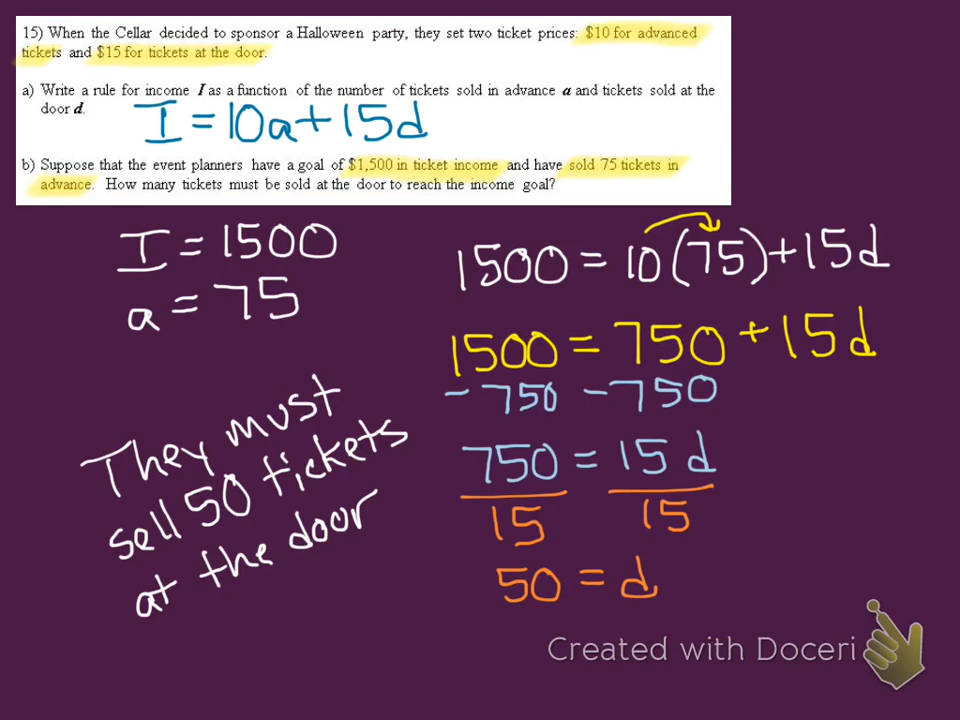 15) When the Cellar decided to sponsor a Halloween party, they set two ticket prices: $10 for advanced
tickets and $15 for tickets at the door.
a) Write a rule for income I as a function of the number of tickets sold in advance a and tickets sold at the
door d.
I = 10a + 15d
b) Suppose that the event planners have a goal of $1,500 in ticket income and have sold 75 tickets in
advance. How many tickets must be sold at the door to reach the income goal?
I = 1500
a = 75
They must
sell 50 tickets
at the door
1500 = 10(75) + 15d
1500 = 750 + 15d
-750 -750
750 = 15d
15 15
50 = d
Created with Doceri